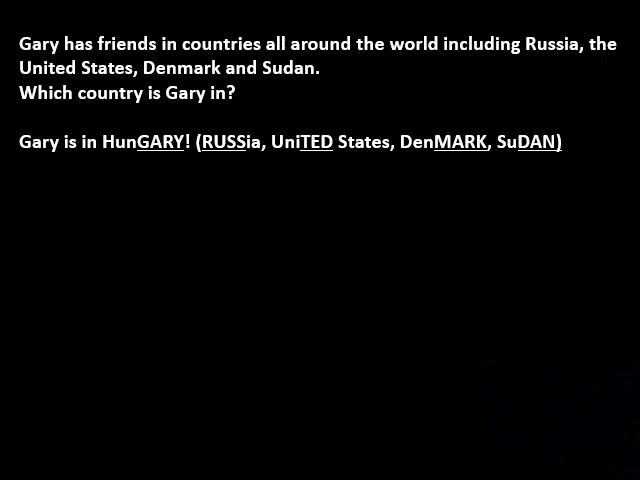 Gary has friends in countries all around the world including Russia, the
United States, Denmark and Sudan.
Which country is Gary in?
Gary is in HunGARY! (RUSSia, UniTED States, DenMARK, SuDAN)